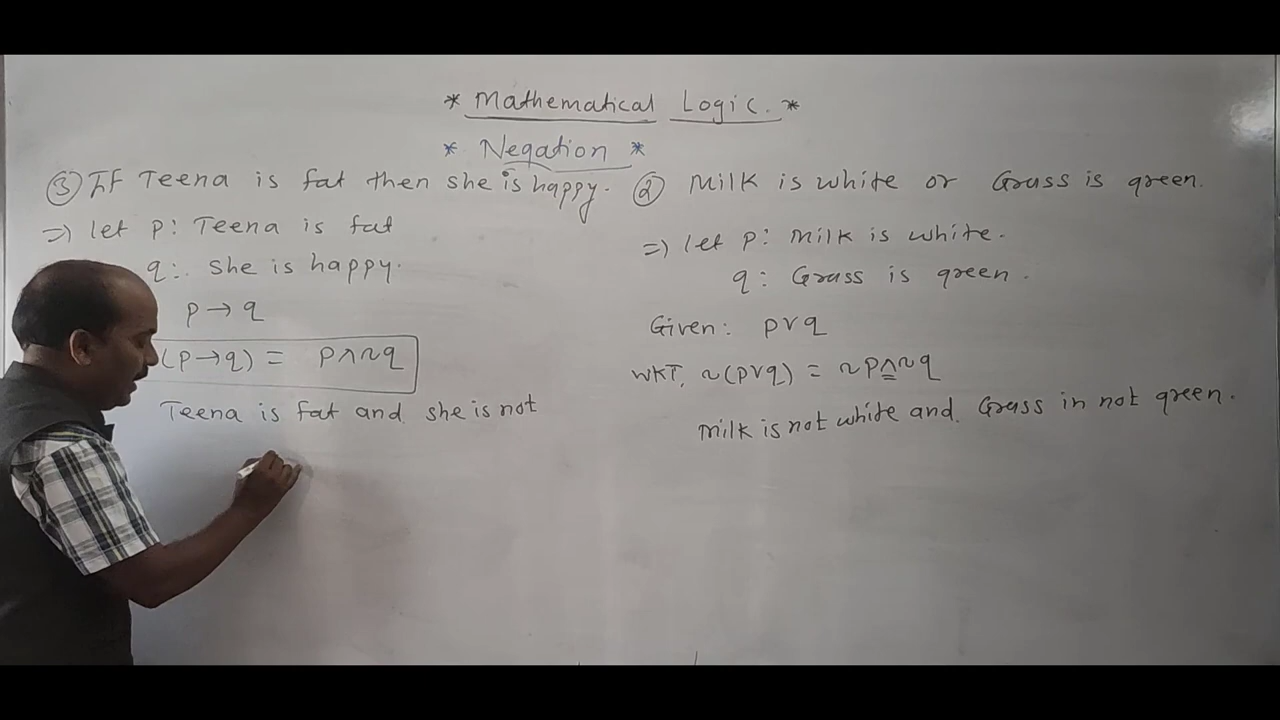 * Mathematical Logic. *
* Negation *
③ If Teena is fat then she is happy.
=> let p: Teena is fat
q: She is happy.
p → q
(p → q) = p ∧ ~q
Teena is fat and she is not
② Milk is white or Grass is green.
=> let p: Milk is white.
q: Grass is green.
Given: p ∨ q
WKT, ~(p ∨ q) = ~p ∧ ~q
Milk is not white and Grass in not green.